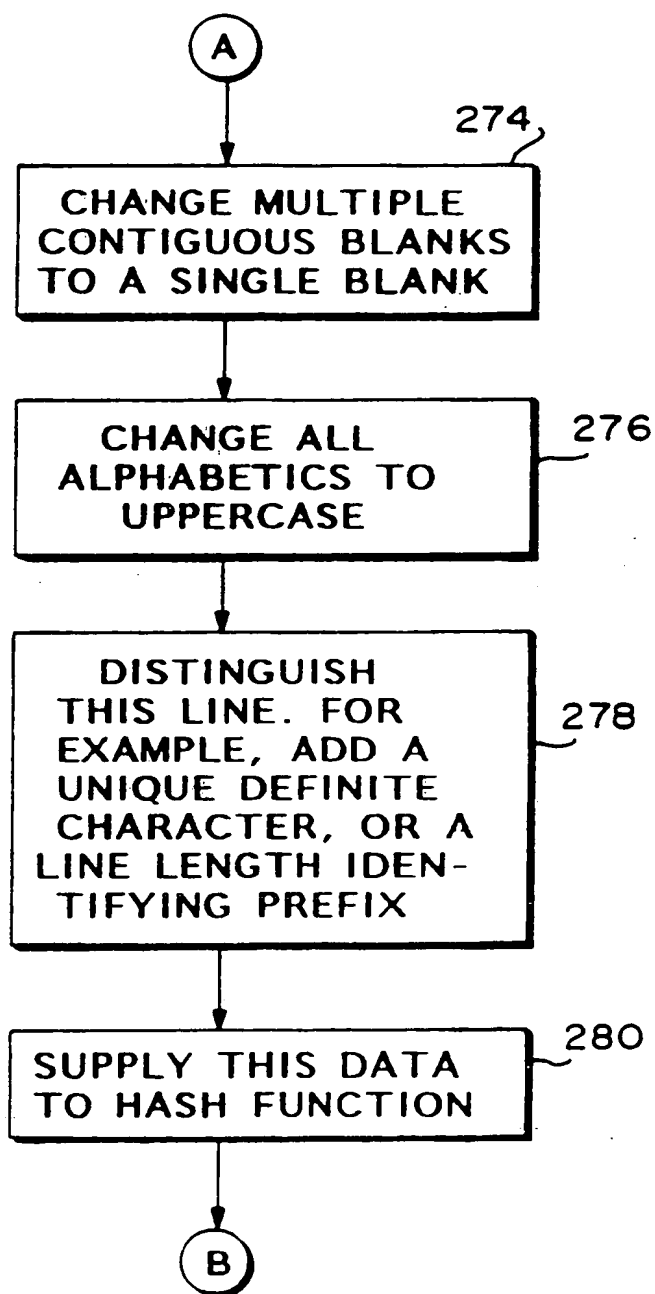 A
274
CHANGE MULTIPLE
CONTIGUOUS BLANKS
TO A SINGLE BLANK
276
CHANGE ALL
ALPHABETICS TO
UPPERCASE
278
DISTINGUISH
THIS LINE. FOR
EXAMPLE, ADD A
UNIQUE DEFINITE
CHARACTER, OR A
LINE LENGTH IDEN-
TIFYING PREFIX
280
SUPPLY THIS DATA
TO HASH FUNCTION
B